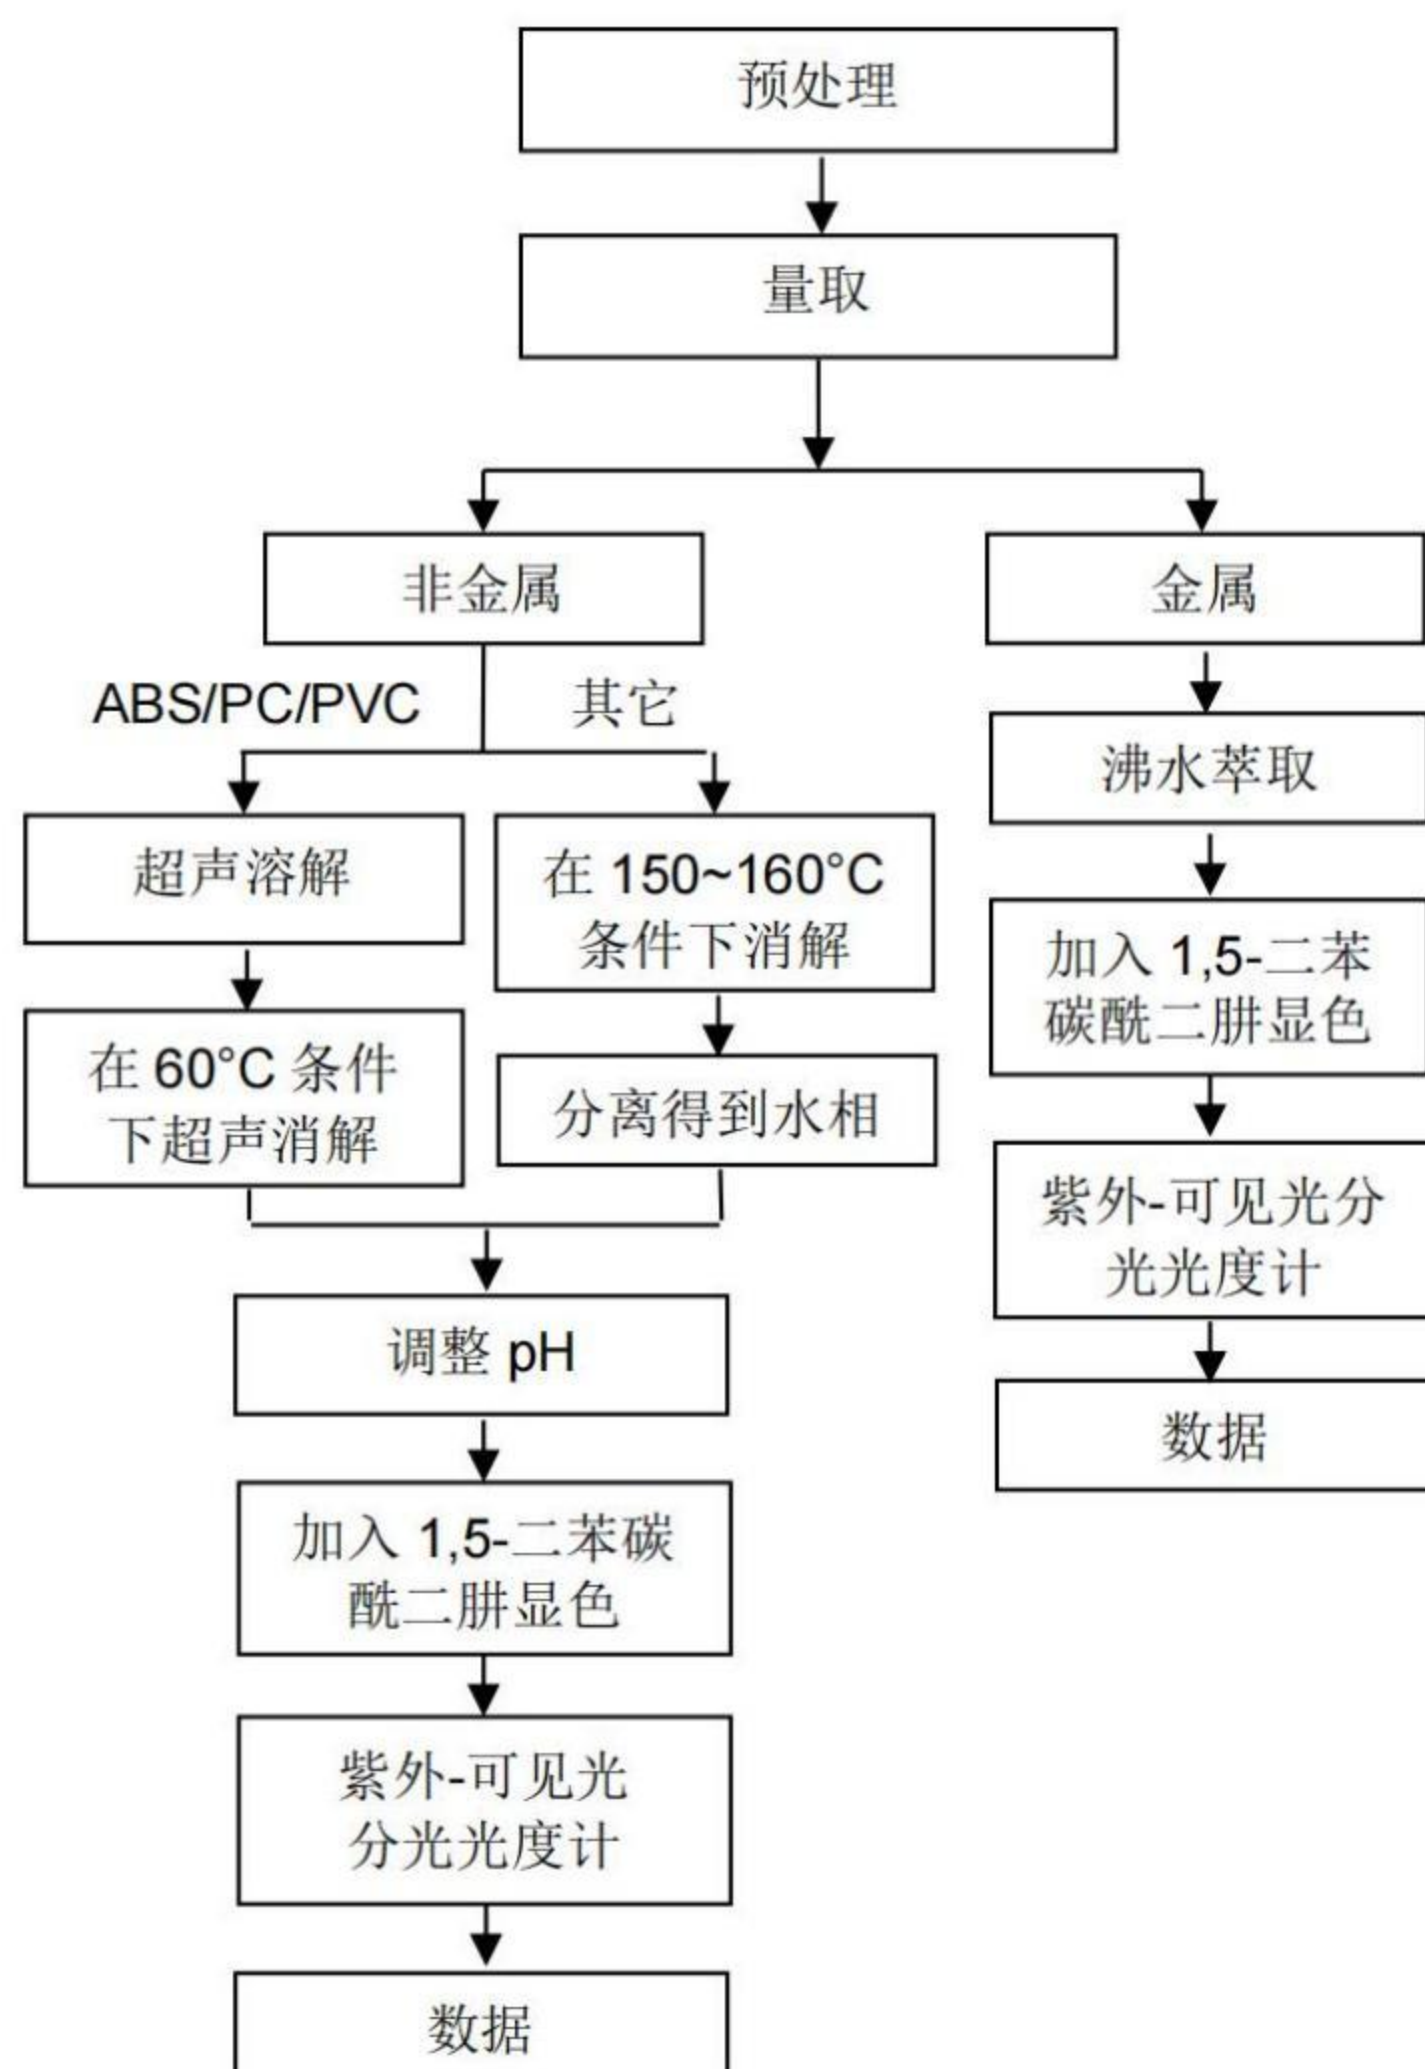 预处理
量取
非金属
金属
ABS/PC/PVC
其它
沸水萃取
超声溶解
在 150~160°C
条件下消解
加入 1,5-二苯
碳酰二肼显色
在 60°C 条件
下超声消解
分离得到水相
紫外-可见光分
光光度计
调整 pH
数据
加入 1,5-二苯碳
酰二肼显色
紫外-可见光
分光光度计
数据